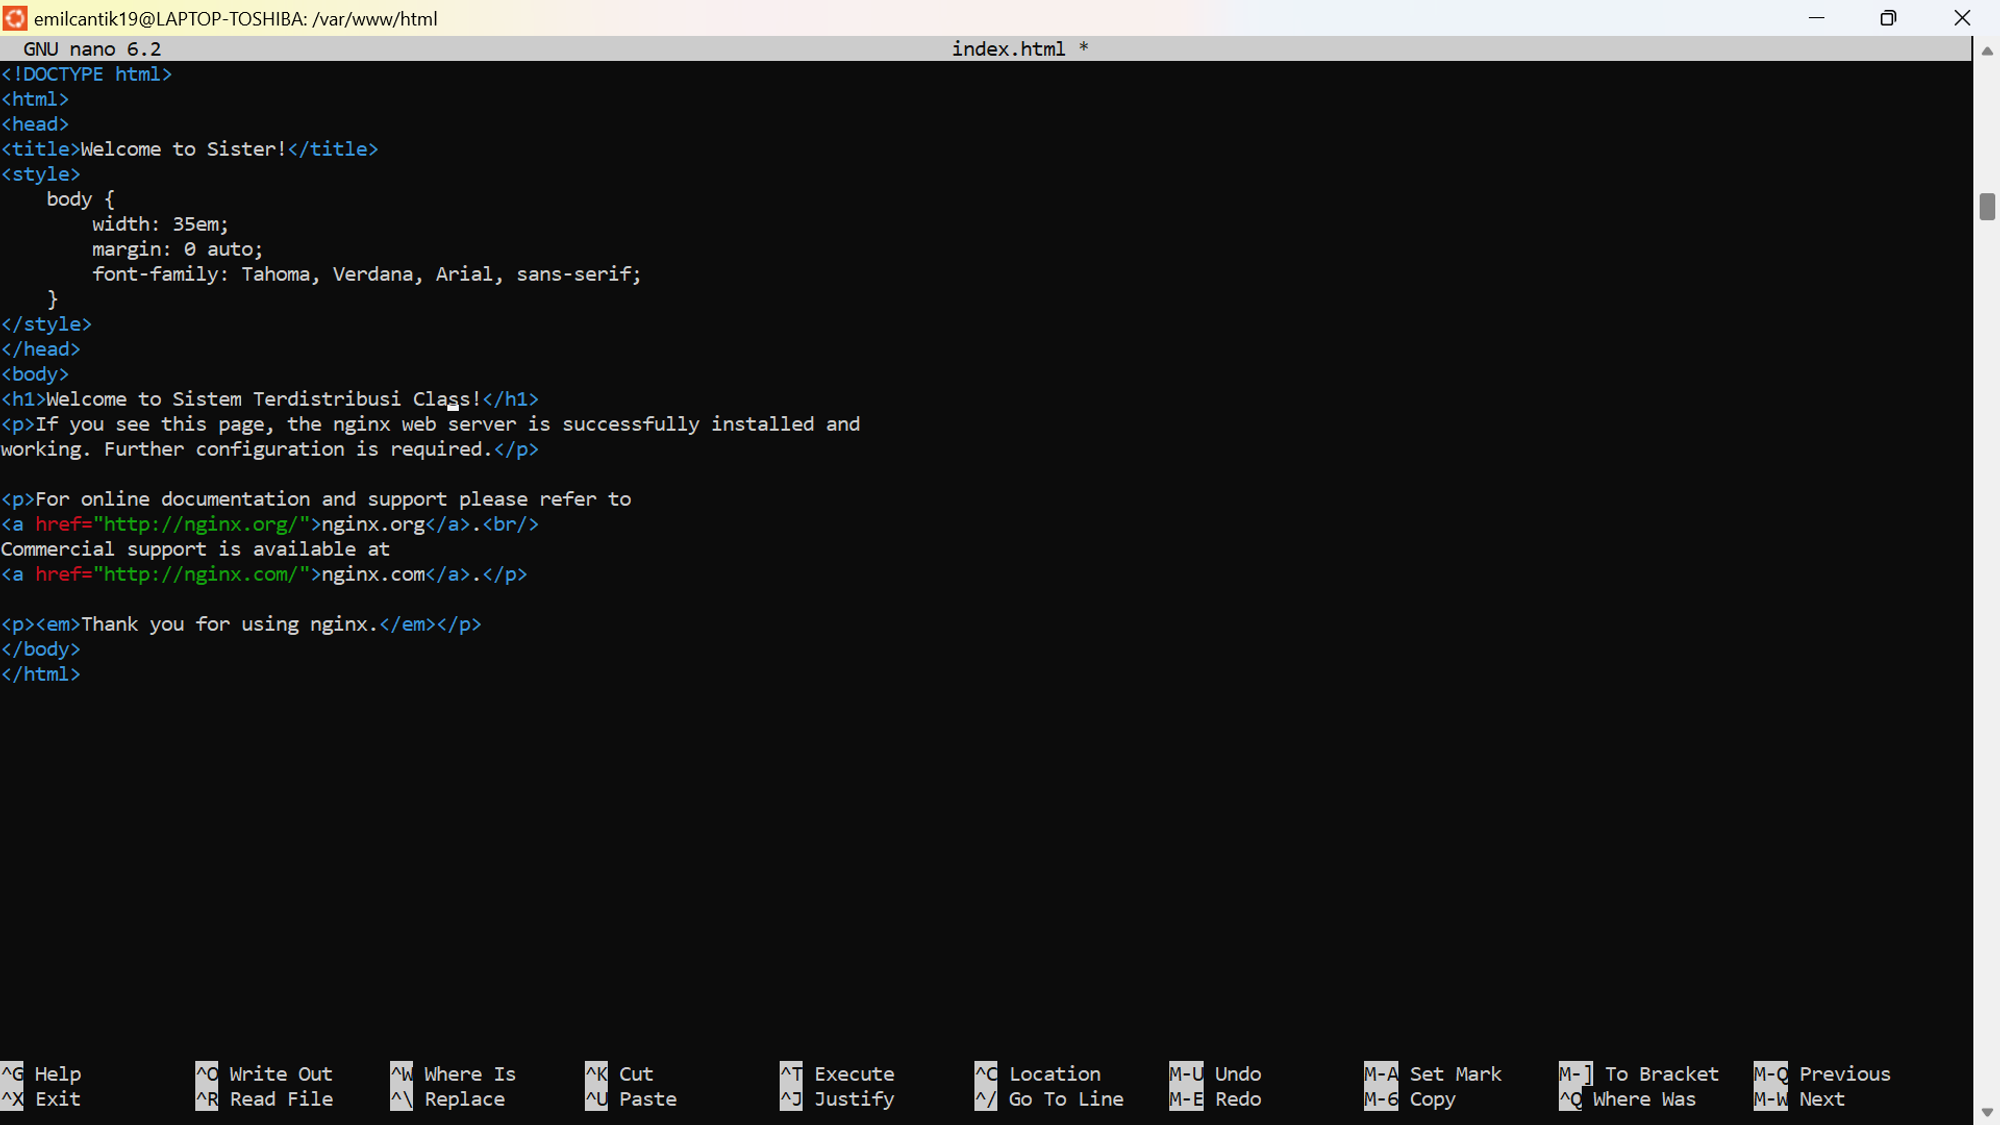 emilcantik19@LAPTOP-TOSHIBA: /var/www/html
GNU nano 6.2 index.html *
<!DOCTYPE html>
<html>
<head>
<title>Welcome to Sister!</title>
<style>
    body {
        width: 35em;
        margin: 0 auto;
        font-family: Tahoma, Verdana, Arial, sans-serif;
    }
</style>
</head>
<body>
<h1>Welcome to Sistem Terdistribusi Class!</h1>
<p>If you see this page, the nginx web server is successfully installed and
working. Further configuration is required.</p>

<p>For online documentation and support please refer to
<a href="http://nginx.org/">nginx.org</a>.<br/>
Commercial support is available at
<a href="http://nginx.com/">nginx.com</a>.</p>

<p><em>Thank you for using nginx.</em></p>
</body>
</html>
^G Help ^O Write Out ^W Where Is ^K Cut ^T Execute ^C Location M-U Undo M-A Set Mark M-] To Bracket M-Q Previous
^X Exit ^R Read File ^\ Replace ^U Paste ^J Justify ^/ Go To Line M-E Redo M-6 Copy ^Q Where Was M-W Next